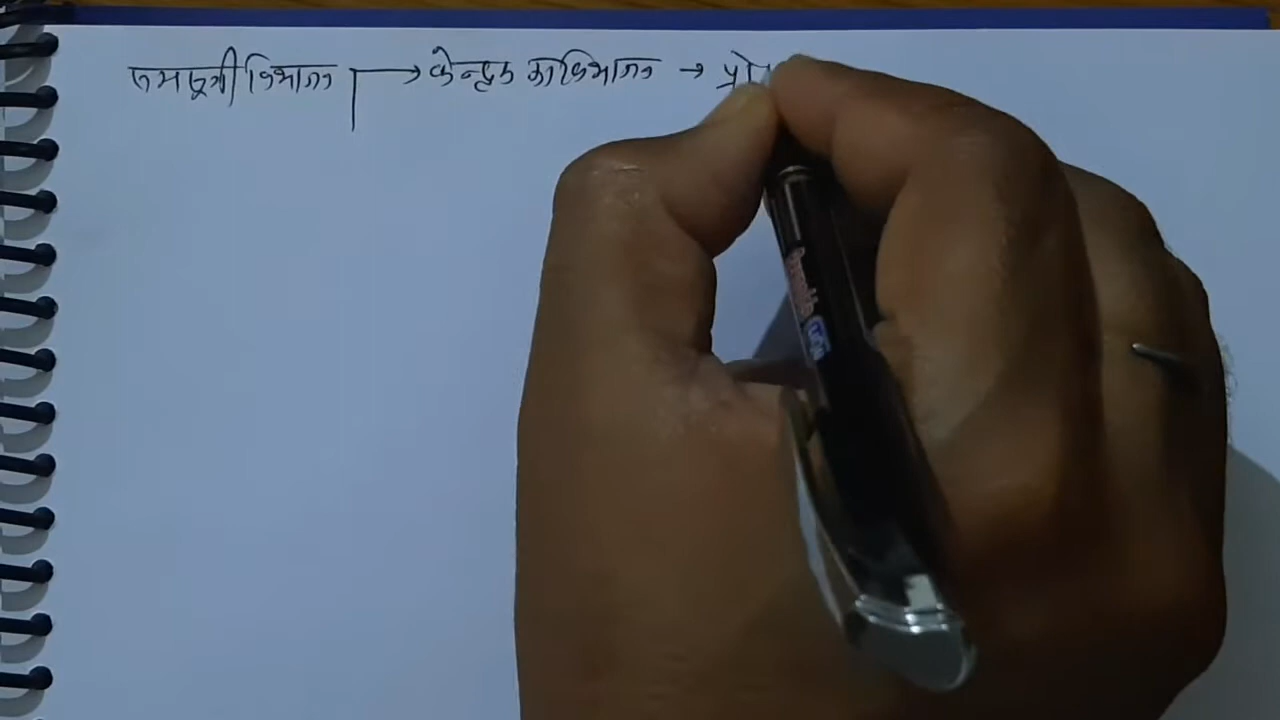 समसूत्री विभाजन → केन्द्रक का विभाजन → प्रो